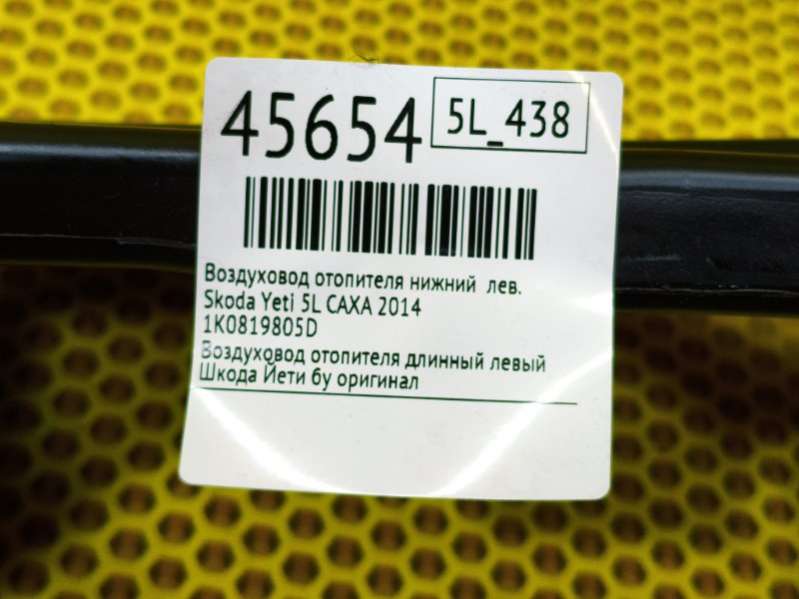 45654
5L_438
Воздуховод отопителя нижний лев.
Skoda Yeti 5L CAXA 2014
1K0819805D
Воздуховод отопителя длинный левый
Шкода Йети бу оригинал